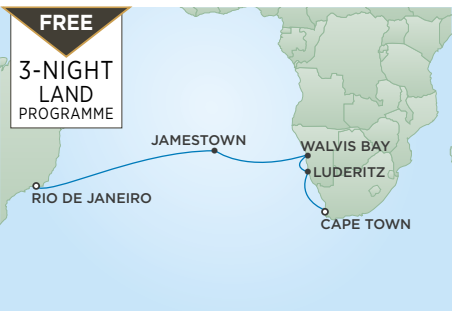 FREE
3-NIGHT
LAND
PROGRAMME
JAMESTOWN
WALVIS BAY
LUDERITZ
RIO DE JANEIRO
CAPE TOWN